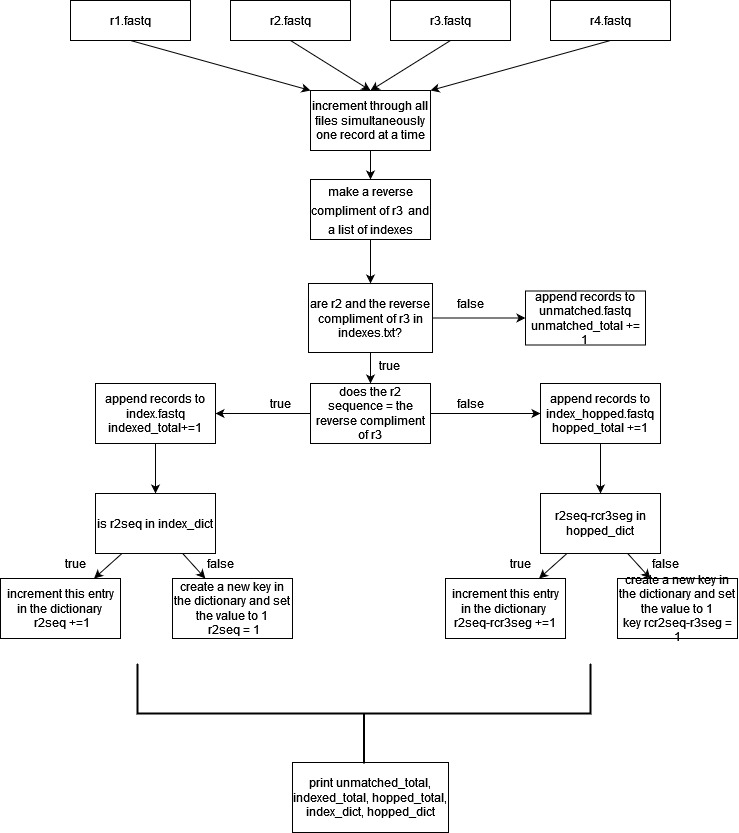 r1.fastq
r2.fastq
r3.fastq
r4.fastq
increment through all
files simultaneously
one record at a time
make a reverse
compliment of r3 and
a list of indexes
are r2 and the reverse
compliment of r3 in
indexes.txt?
false
append records to
unmatched.fastq
unmatched_total +=
1
true
does the r2
sequence = the
reverse compliment
of r3
true
append records to
index.fastq
indexed_total+=1
false
append records to
index_hopped.fastq
hopped_total +=1
is r2seq in index_dict
r2seq-rcr3seg in
hopped_dict
true
false
true
false
increment this entry
in the dictionary
r2seq +=1
create a new key in
the dictionary and set
the value to 1
r2seq = 1
increment this entry
in the dictionary
r2seq-rcr3seg +=1
create a new key in
the dictionary and set
the value to 1
key rcr2seq-r3seg =
1
print unmatched_total,
indexed_total, hopped_total,
index_dict, hopped_dict